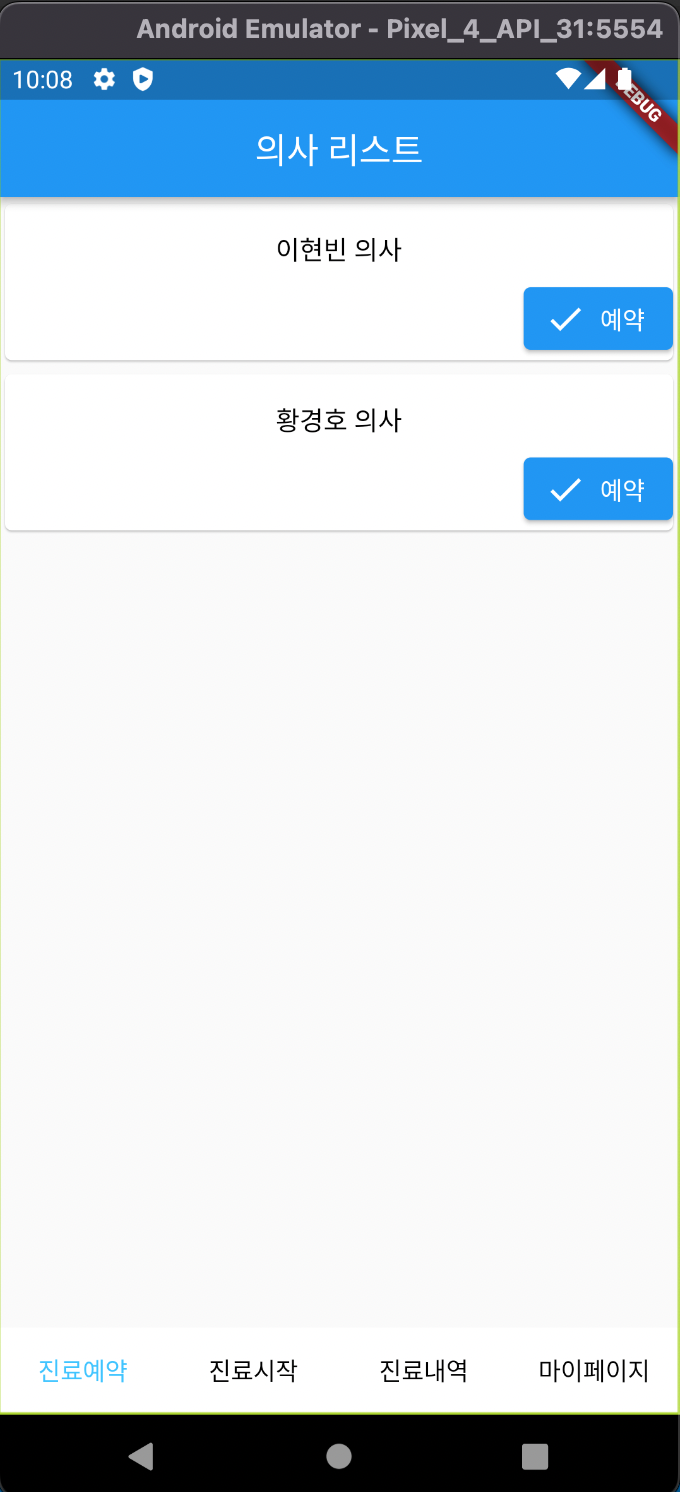 Android Emulator - Pixel_4_API_31:5554
10:08
의사 리스트
이현빈 의사
예약
황경호 의사
예약
진료예약 진료시작 진료내역 마이페이지